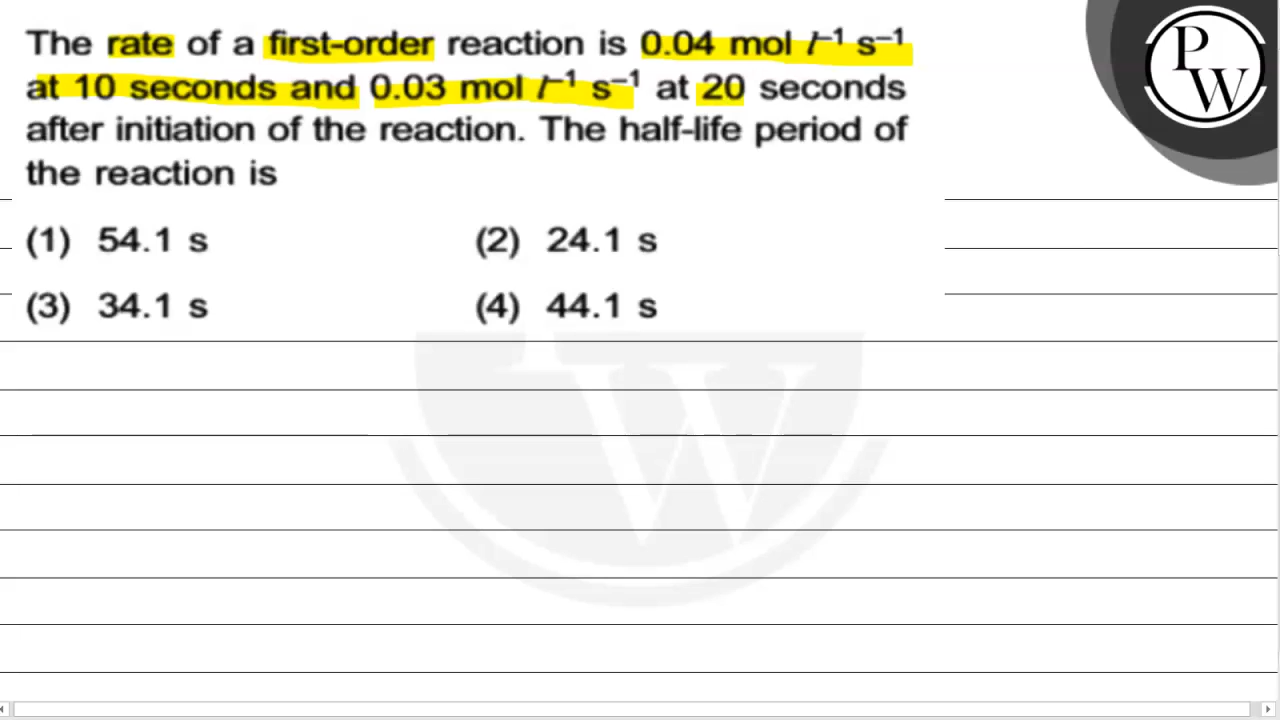 The rate of a first-order reaction is 0.04 mol l⁻¹ s⁻¹
at 10 seconds and 0.03 mol l⁻¹ s⁻¹ at 20 seconds
after initiation of the reaction. The half-life period of
the reaction is
(1) 54.1 s (2) 24.1 s
(3) 34.1 s (4) 44.1 s
P
W
W